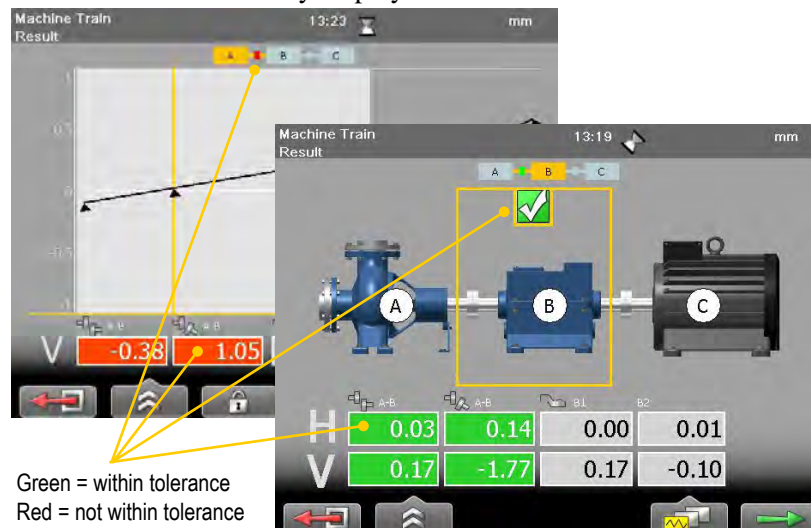 Machine Train 13:23 mm
Result
A B C
1
0.5
0
-0.5
-1
A-B A-B
V -0.38 1.05
Machine Train 13:19 mm
Result
A B C
A B C
A-B A-B B1 B2
H 0.03 0.14 0.00 0.01
V 0.17 -1.77 0.17 -0.10
Green = within tolerance
Red = not within tolerance